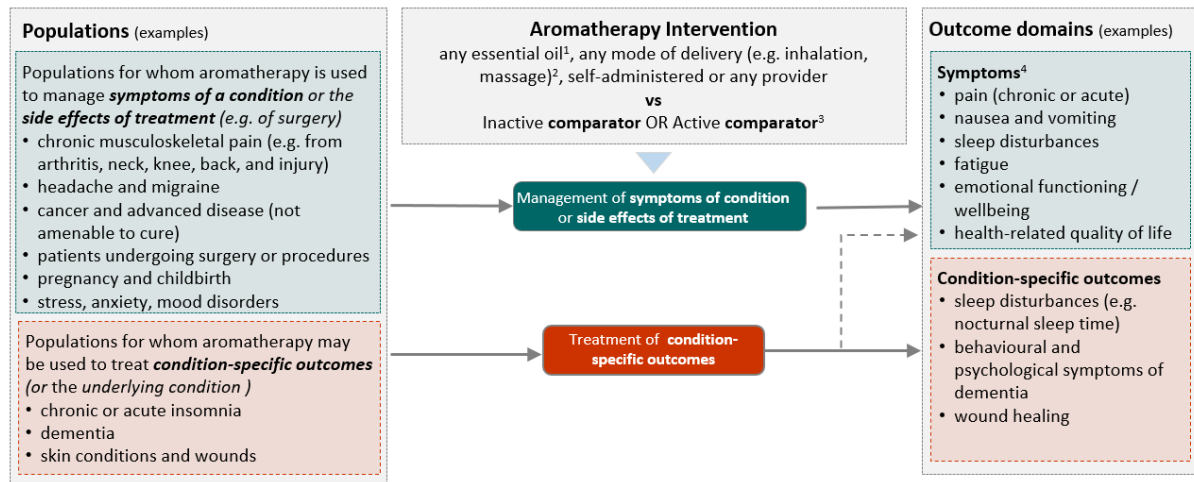 Populations (examples)
Populations for whom aromatherapy is used
to manage symptoms of a condition or the
side effects of treatment (e.g. of surgery)
• chronic musculoskeletal pain (e.g. from
arthritis, neck, knee, back, and injury)
• headache and migraine
• cancer and advanced disease (not
amenable to cure)
• patients undergoing surgery or procedures
• pregnancy and childbirth
• stress, anxiety, mood disorders
Populations for whom aromatherapy may
be used to treat condition-specific outcomes
(or the underlying condition )
• chronic or acute insomnia
• dementia
• skin conditions and wounds
Aromatherapy Intervention
any essential oil¹, any mode of delivery (e.g. inhalation,
massage)², self-administered or any provider
vs
Inactive comparator OR Active comparator³
Management of symptoms of condition
or side effects of treatment
Treatment of condition-
specific outcomes
Outcome domains (examples)
Symptoms⁴
• pain (chronic or acute)
• nausea and vomiting
• sleep disturbances
• fatigue
• emotional functioning /
wellbeing
• health-related quality of life
Condition-specific outcomes
• sleep disturbances (e.g.
nocturnal sleep time)
• behavioural and
psychological symptoms of
dementia
• wound healing